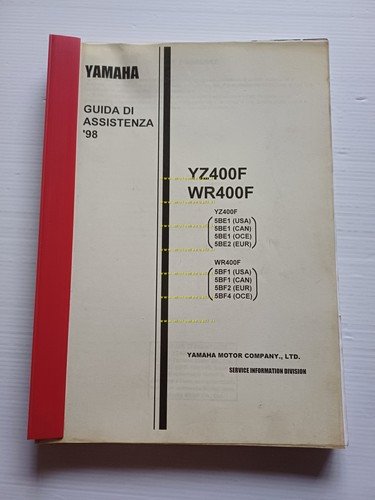 YAMAHA
GUIDA DI
ASSISTENZA
'98
YZ400F
WR400F
YZ400F
5BE1 (USA)
5BE1 (CAN)
5BE1 (OCE)
5BE2 (EUR)
WR400F
5BF1 (USA)
5BF1 (CAN)
5BF2 (EUR)
5BF4 (OCE)
YAMAHA MOTOR COMPANY., LTD.
SERVICE INFORMATION DIVISION